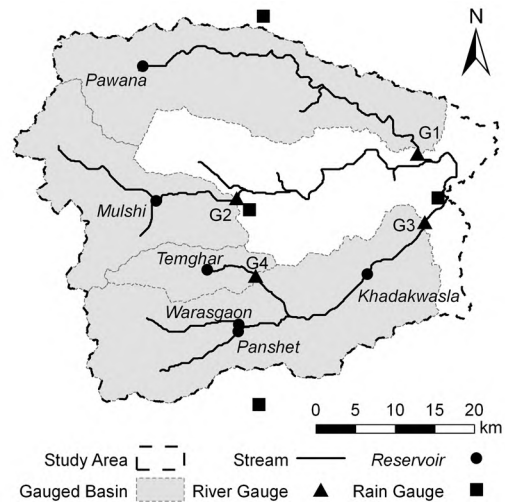 N
Pawana
G1
Mulshi
G2
G3
Temghar
G4
Khadakwasla
Warasgaon
Panshet
0 5 10 15 20
km
Study Area Stream Reservoir
Gauged Basin River Gauge Rain Gauge